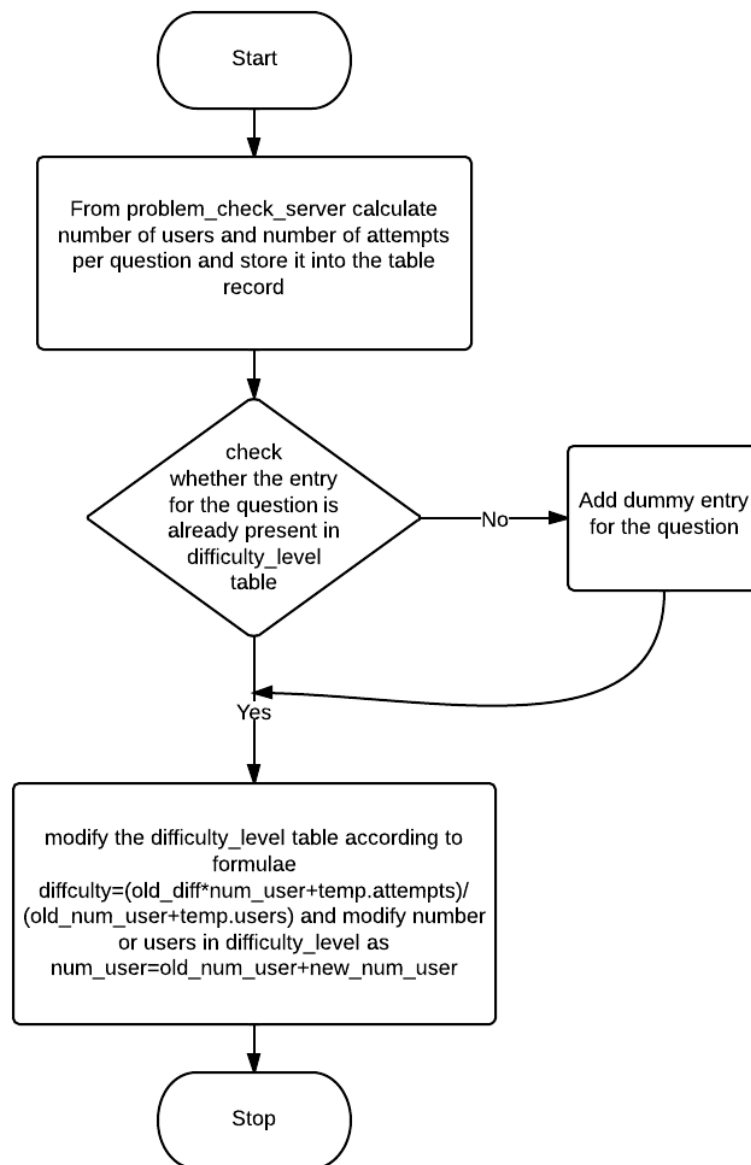 Start
From problem_check_server calculate
number of users and number of attempts
per question and store it into the table
record
check
whether the entry
for the question is
already present in
difficulty_level
table
No
Add dummy entry
for the question
Yes
modify the difficulty_level table according to
formulae
diffculty=(old_diff*num_user+temp.attempts)/
(old_num_user+temp.users) and modify number
or users in difficulty_level as
num_user=old_num_user+new_num_user
Stop